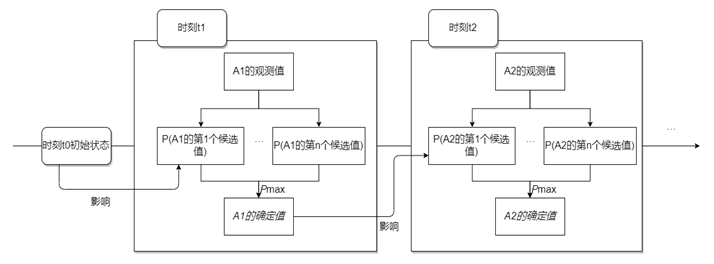 时刻t1
时刻t2
A1的观测值
A2的观测值
时刻t0初始状态
P(A1的第1个候选
值)
...
P(A1的第n个候选值)
P(A2的第1个候选
值)
...
P(A2的第n个候选值)
...
影响
Pmax
A1的确定值
影响
Pmax
A2的确定值